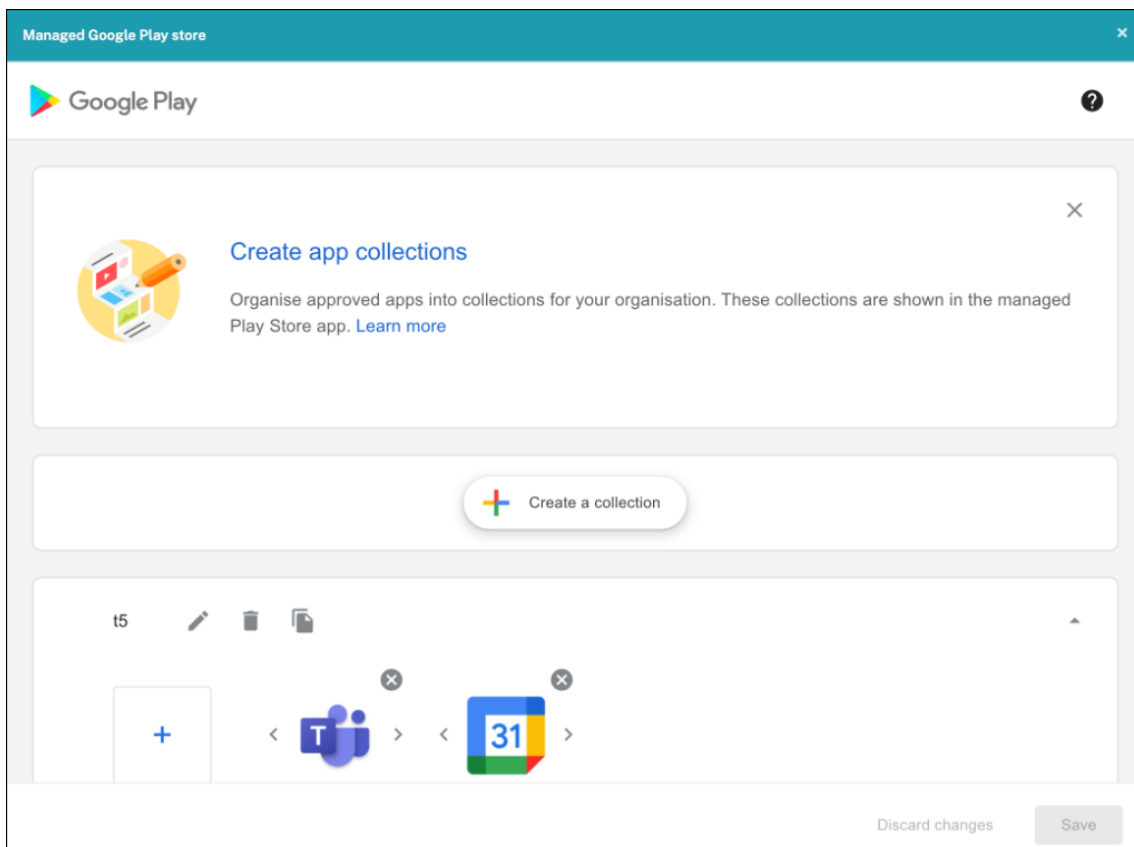 Managed Google Play store
Google Play
Create app collections
Organise approved apps into collections for your organisation. These collections are shown in the managed
Play Store app. Learn more
Create a collection
t5
T
31
Discard changes
Save